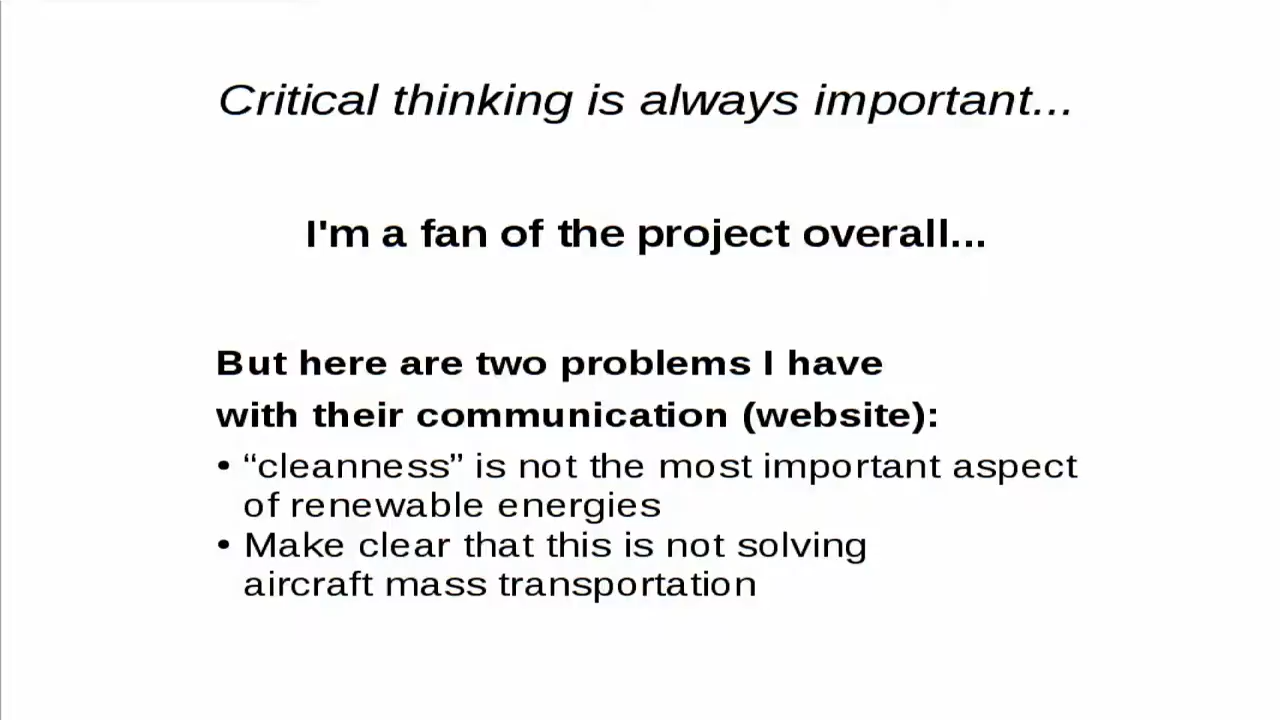 Critical thinking is always important...
I'm a fan of the project overall...
But here are two problems I have
with their communication (website):
• “cleanness” is not the most important aspect
of renewable energies
• Make clear that this is not solving
aircraft mass transportation